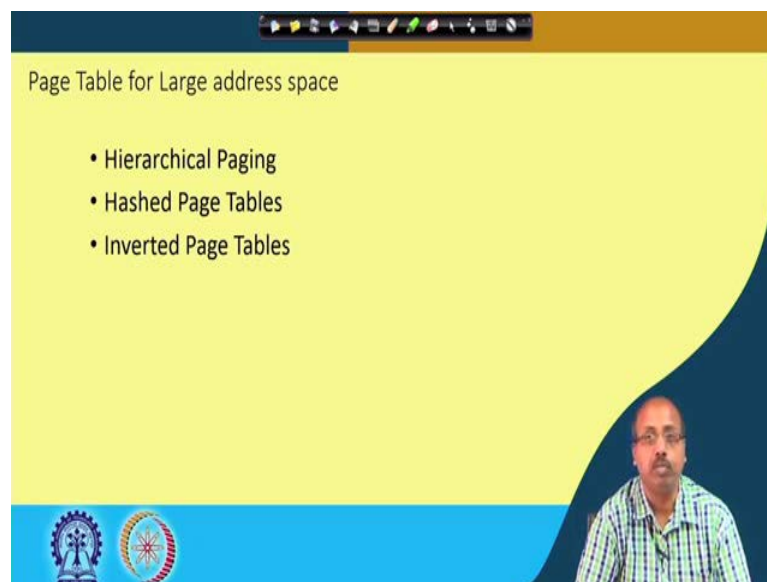 Page Table for Large address space
• Hierarchical Paging
• Hashed Page Tables
• Inverted Page Tables